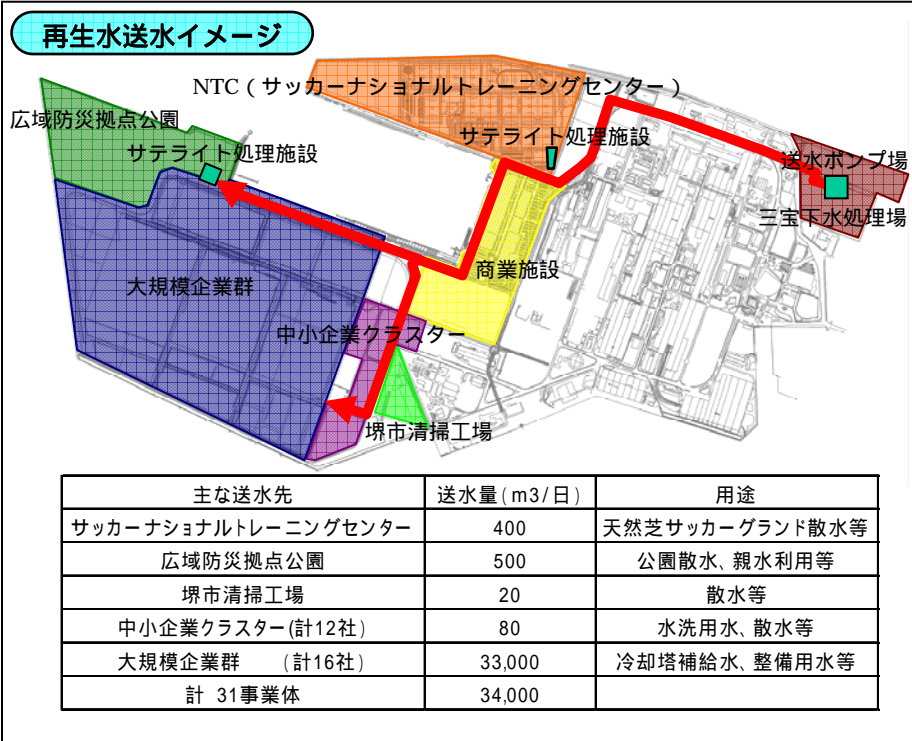 再生水送水イメージ
NTC（サッカーナショナルトレーニングセンター）
広域防災拠点公園
サテライト処理施設
サテライト処理施設
送水ポンプ場
三宝下水処理場
商業施設
大規模企業群
中小企業クラスター
堺市清掃工場
主な送水先 送水量(m3/日) 用途
サッカーナショナルトレーニングセンター 400 天然芝サッカーグランド散水等
広域防災拠点公園 500 公園散水、親水利用等
堺市清掃工場 20 散水等
中小企業クラスター(計12社) 80 水洗用水、散水等
大規模企業群 (計16社) 33,000 冷却塔補給水、整備用水等
計 31事業体 34,000